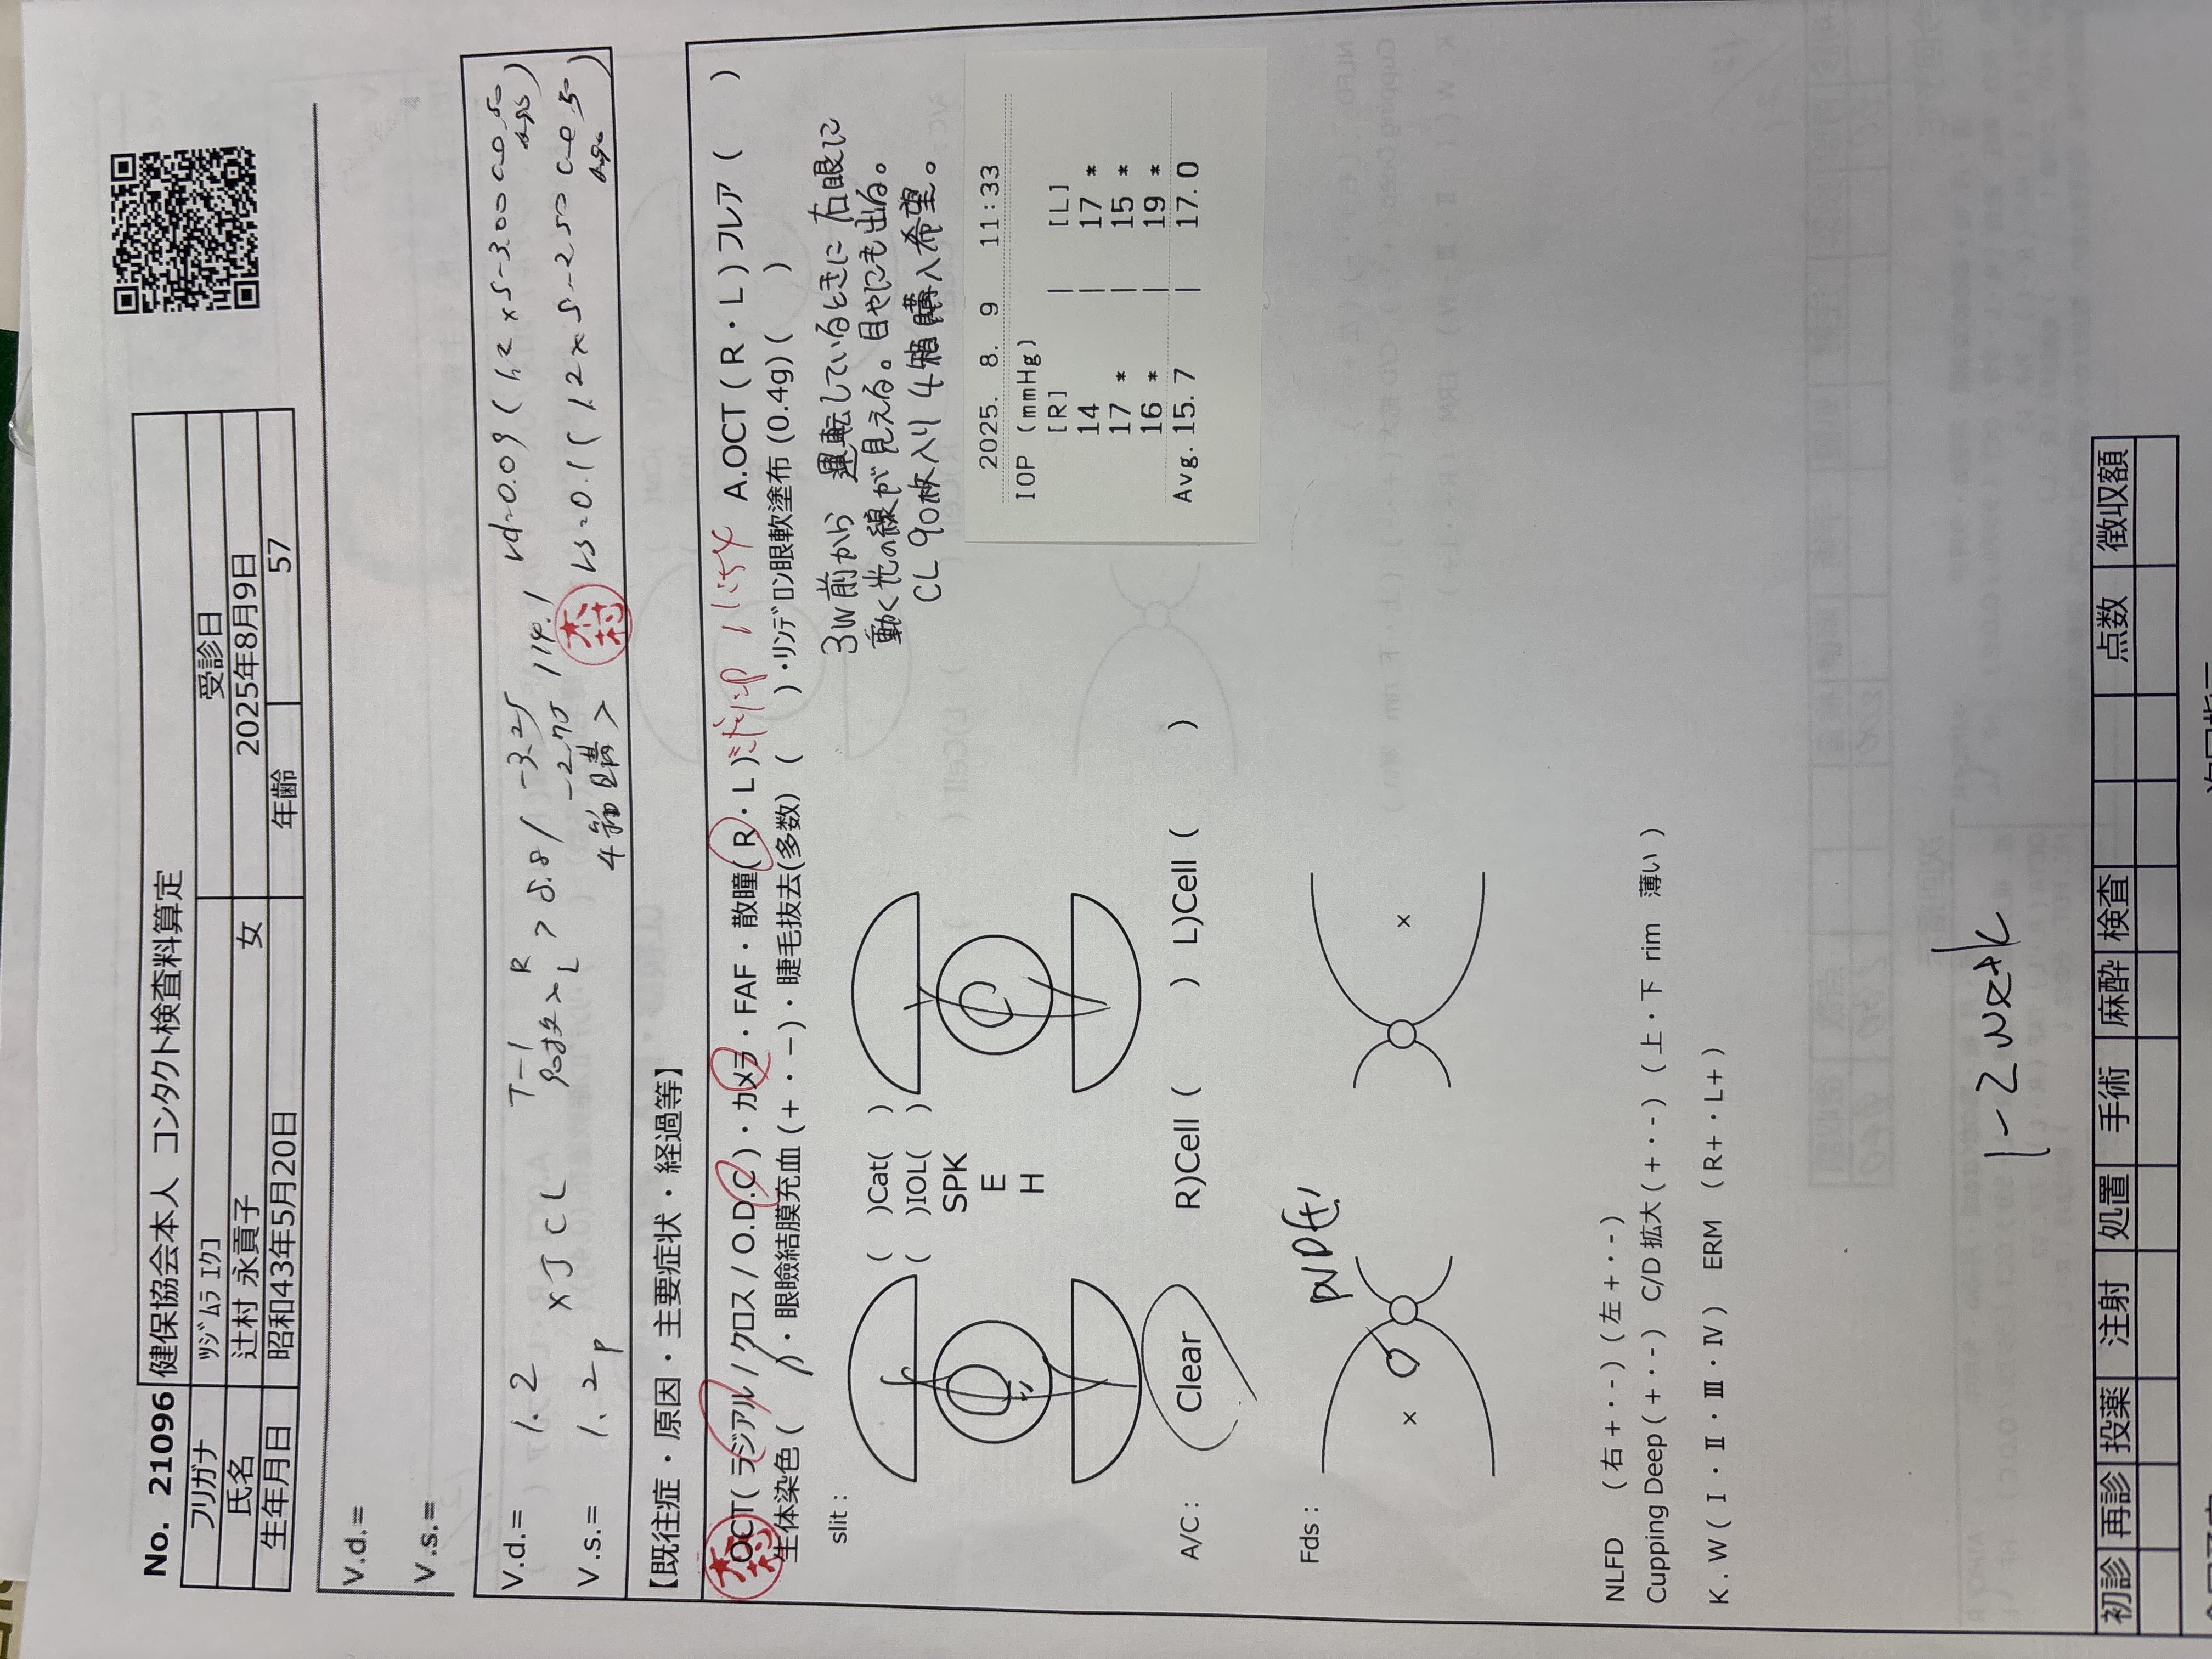 No. 21096 健保協会本人 コンタクト検査料算定
フリガナ ﾂｼﾞﾑﾗ ｴｸｺ 受診日
氏名 辻村 永貢子 女 2025年8月9日
生年月日 昭和43年5月20日 年齢 57
V.d.=
V.s.=
V.d.= 1.2 × J CL T-1 90枚入 R L > 8.8 / -3.25 -2.75 / 14.1 vd=0.09 ( 1.2 × S-3.00 C-0.50 A90 )
V.s.= 1.2p 4箱購 木村 vs=0.1 ( 1.2 × S-2.50 C-0.50 A90 )
【既往症・原因・主要症状・経過等】
木村
OCT( ラジアル / クロス / O.D.C )・カメラ・FAF・散瞳( R・L ) 11:54 A.OCT ( R・L ) フレア ( )
生体染色 ( )・眼瞼結膜充血 (+・−)・睫毛抜去(多数) ( )・ﾘﾝﾃﾞﾛﾝ眼軟塗布 (0.4g) ( )
slit :
( )Cat( )
( )IOL( )
SPK
E
H
3W前から 運転しているときに 右眼に
動く光の線が見える。目やにも出る。
CL 90枚入り 4箱購入希望。
2025. 8. 9 11:33
IOP (mmHg)
[R] | [L]
14 | 17 *
17 * | 15 *
16 * | 19 *
Avg. 15.7 | 17.0
A/C : Clear R)Cell ( ) L)Cell ( )
Fds : PVD(+)
× ×
NLFD ( 右 +・- ) ( 左 +・- )
Cupping Deep ( +・- ) C/D 拡大 ( +・- ) ( 上・下 rim 薄い )
K . W ( Ⅰ・Ⅱ・Ⅲ・Ⅳ ) ERM ( R+・L+ )
1-2 week
初診 再診 投薬 注射 処置 手術 麻酔 検査 点数 徴収額